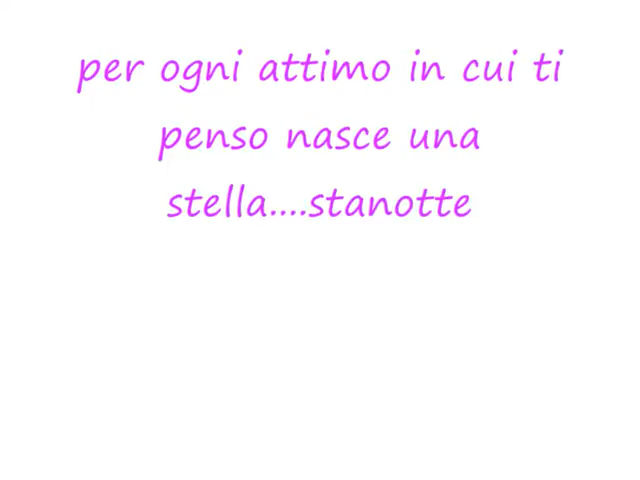 per ogni attimo in cui ti
penso nasce una
stella....stanotte